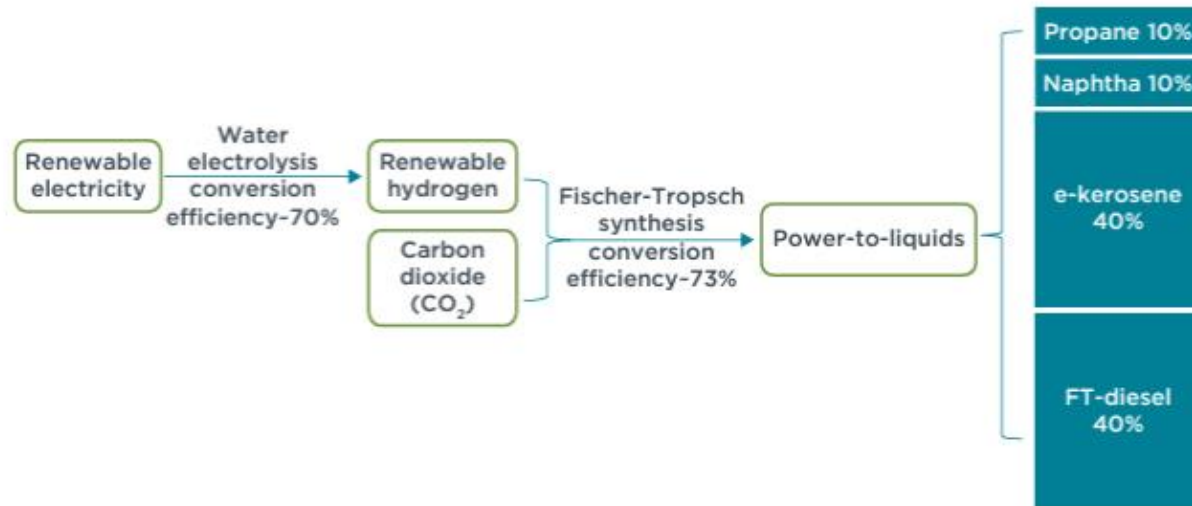 Renewable
electricity
Water
electrolysis
conversion
efficiency~70%
Renewable
hydrogen
Carbon
dioxide
(CO₂)
Fischer-Tropsch
synthesis
conversion
efficiency~73%
Power-to-liquids
Propane 10%
Naphtha 10%
e-kerosene
40%
FT-diesel
40%